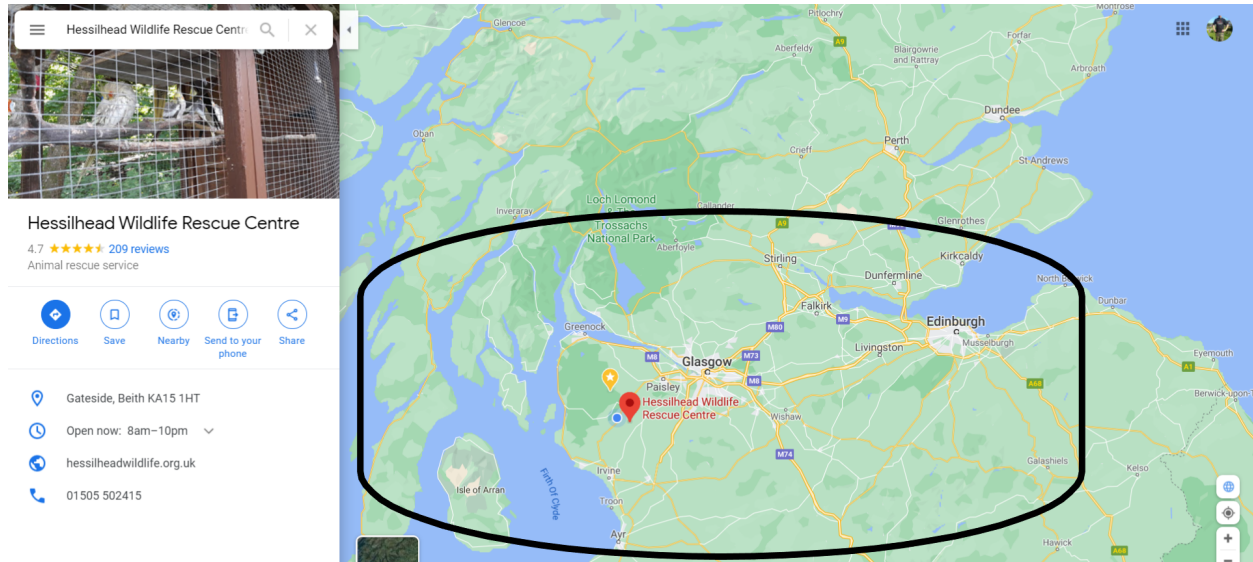 Hessilhead Wildlife Rescue Centr
Hessilhead Wildlife Rescue Centre
4.7
209 reviews
Animal rescue service
Directions
Save
Nearby
Send to your
phone
Share
Gateside, Beith KA15 1HT
Open now: 8am–10pm
hessilheadwildlife.org.uk
01505 502415
Glencoe
Pitlochry
Montrose
A9
Aberfeldy
Blairgowrie
and Rattray
Forfar
Arbroath
Dundee
Oban
Perth
Crieff
St Andrews
Loch Lomond
& The
Trossachs
National Park
Callander
Inveraray
A9
Glenrothes
Aberfoyle
Stirling
Kirkcaldy
Dunfermline
North Berwick
Dunbar
Falkirk
M9
Edinburgh
Greenock
M80
Musselburgh
Livingston
Eyemouth
M8
Glasgow
M73
A1
Paisley
M8
A68
Berwick-upon-T
Hessilhead Wildlife
Rescue Centre
Wishaw
M74
Galashiels
Kelso
Irvine
Isle of Arran
Firth Of Clyde
Troon
Ayr
Hawick
A68